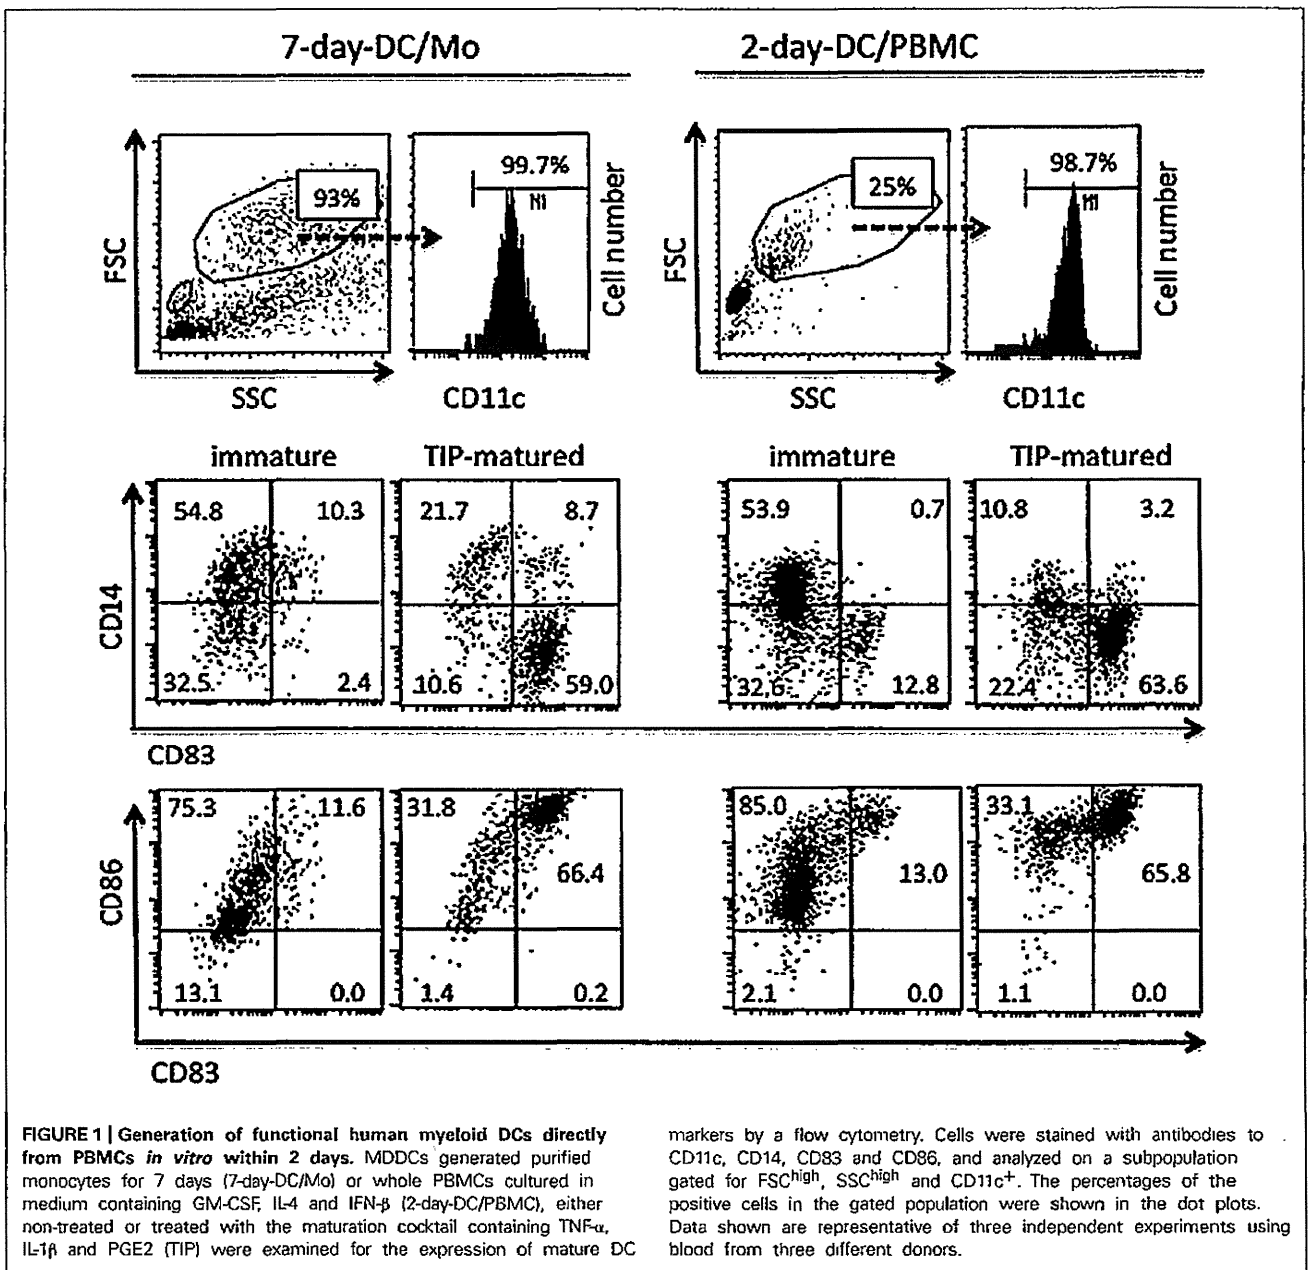 7-day-DC/Mo
2-day-DC/PBMC
93%
99.7%
M1
FSC
SSC
Cell number
CD11c
25%
98.7%
M1
FSC
SSC
Cell number
CD11c
immature
TIP-matured
immature
TIP-matured
54.8 10.3
32.5 2.4
21.7 8.7
10.6 59.0
53.9 0.7
32.6 12.8
10.8 3.2
22.4 63.6
CD14
CD83
75.3 11.6
13.1 0.0
31.8
66.4
1.4 0.2
85.0
13.0
2.1 0.0
33.1
65.8
1.1 0.0
CD86
CD83
FIGURE 1 | Generation of functional human myeloid DCs directly
from PBMCs in vitro within 2 days. MDDCs generated purified
monocytes for 7 days (7-day-DC/Mo) or whole PBMCs cultured in
medium containing GM-CSF, IL-4 and IFN-β (2-day-DC/PBMC), either
non-treated or treated with the maturation cocktail containing TNF-α,
IL-1β and PGE2 (TIP) were examined for the expression of mature DC
markers by a flow cytometry. Cells were stained with antibodies to
CD11c, CD14, CD83 and CD86, and analyzed on a subpopulation
gated for FSChigh, SSChigh and CD11c+. The percentages of the
positive cells in the gated population were shown in the dot plots.
Data shown are representative of three independent experiments using
blood from three different donors.